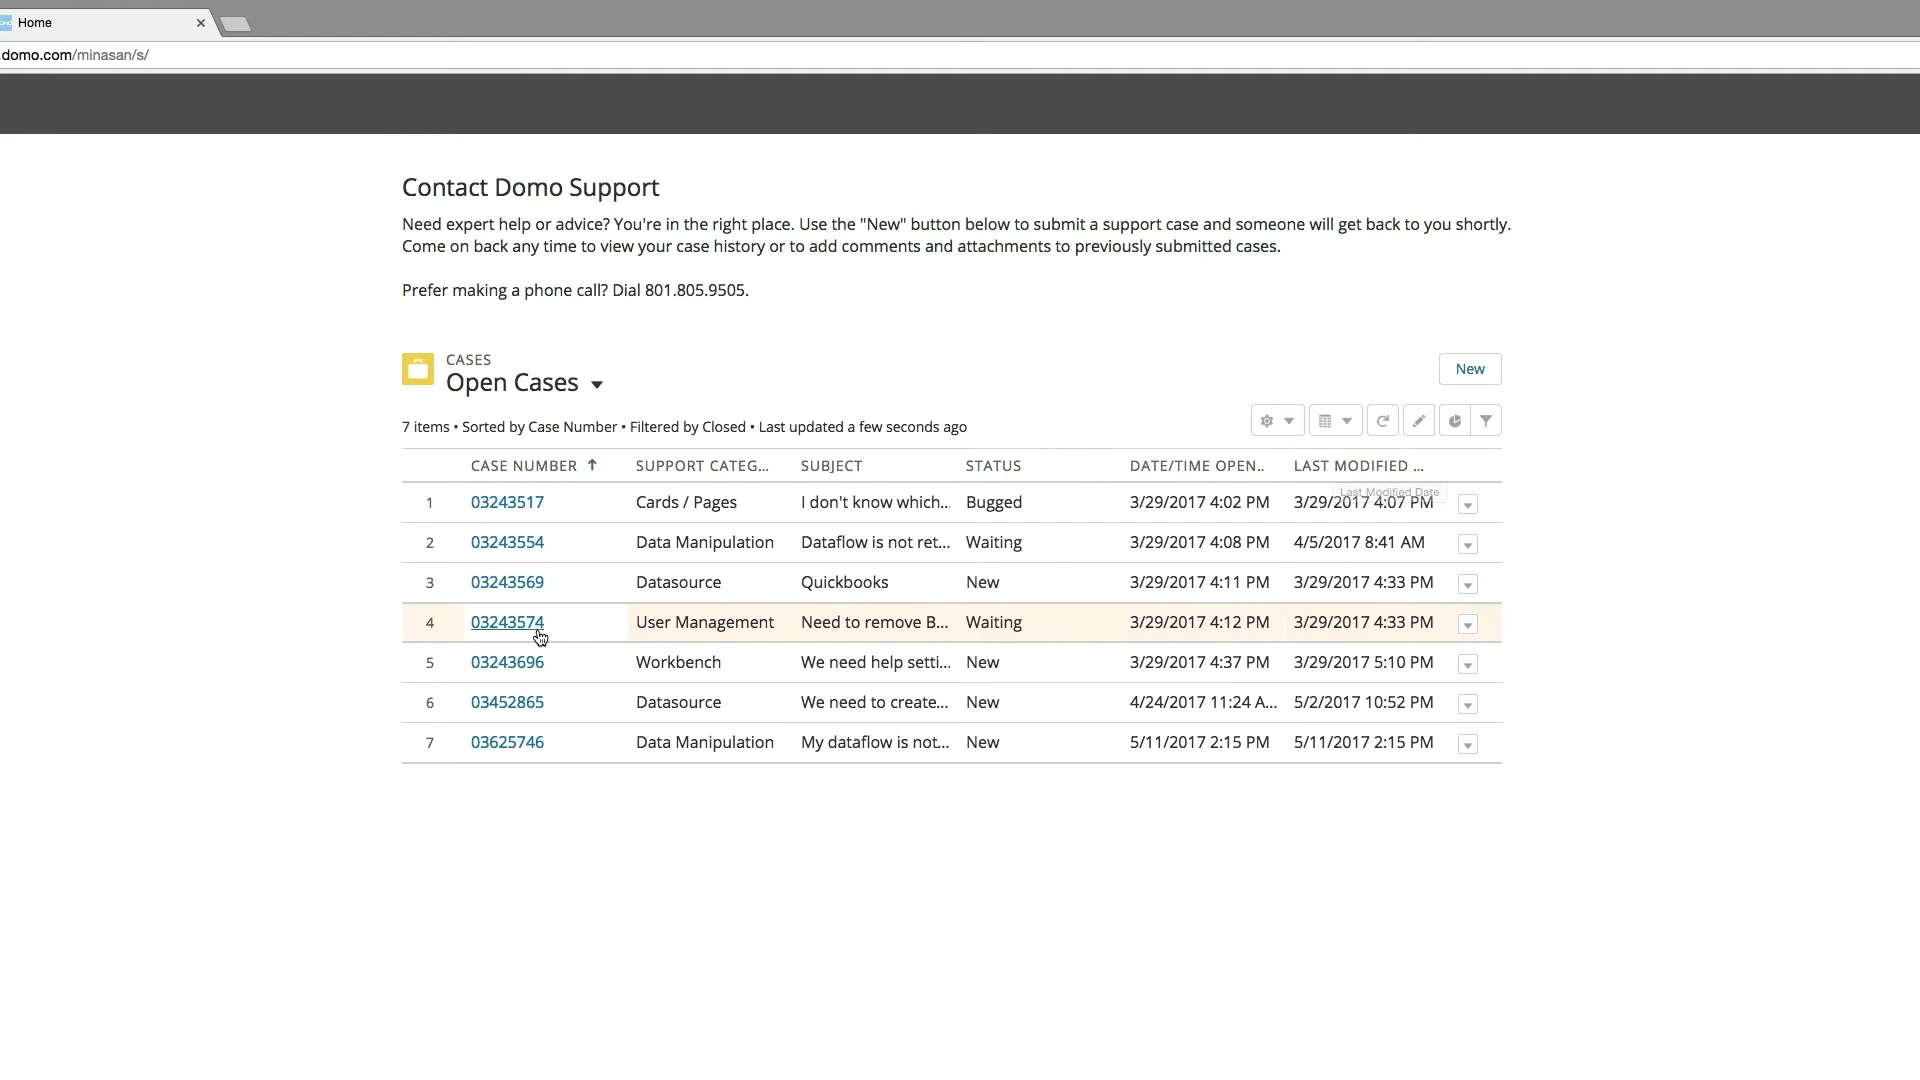 Home
.domo.com/minasan/s/
Contact Domo Support
Need expert help or advice? You're in the right place. Use the "New" button below to submit a support case and someone will get back to you shortly.
Come on back any time to view your case history or to add comments and attachments to previously submitted cases.
Prefer making a phone call? Dial 801.805.9505.
CASES
Open Cases
New
7 items • Sorted by Case Number • Filtered by Closed • Last updated a few seconds ago
CASE NUMBER SUPPORT CATEG... SUBJECT STATUS DATE/TIME OPEN.. LAST MODIFIED ...
Last Modified Date
1 03243517 Cards / Pages I don't know which... Bugged 3/29/2017 4:02 PM 3/29/2017 4:07 PM
2 03243554 Data Manipulation Dataflow is not ret... Waiting 3/29/2017 4:08 PM 4/5/2017 8:41 AM
3 03243569 Datasource Quickbooks New 3/29/2017 4:11 PM 3/29/2017 4:33 PM
4 03243574 User Management Need to remove B... Waiting 3/29/2017 4:12 PM 3/29/2017 4:33 PM
5 03243696 Workbench We need help setti... New 3/29/2017 4:37 PM 3/29/2017 5:10 PM
6 03452865 Datasource We need to create... New 4/24/2017 11:24 A... 5/2/2017 10:52 PM
7 03625746 Data Manipulation My dataflow is not... New 5/11/2017 2:15 PM 5/11/2017 2:15 PM